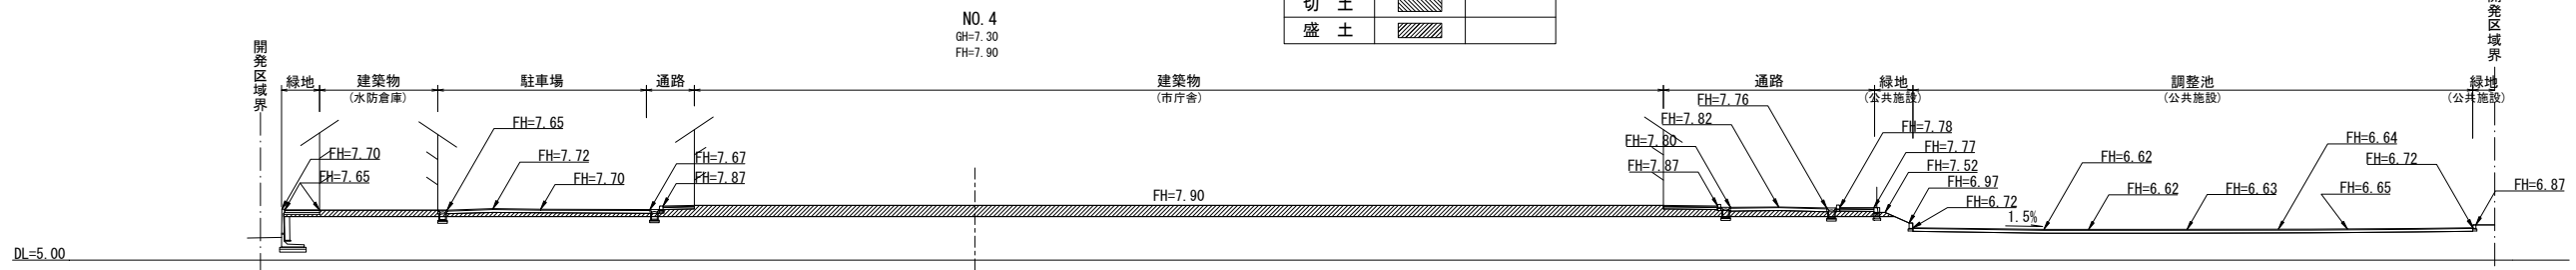 切 土
盛 土
NO. 4
GH=7.30
FH=7.90
開発区域界
開発区域界
緑地
建築物
(水防倉庫)
駐車場
通路
建築物
(市庁舎)
通路
緑地
(公共施設)
調整池
(公共施設)
緑地
(公共施設)
FH=7.70
FH=7.65
FH=7.65
FH=7.72
FH=7.70
FH=7.67
FH=7.87
FH=7.90
FH=7.76
FH=7.82
FH=7.80
FH=7.87
FH=7.78
FH=7.77
FH=7.52
FH=6.97
FH=6.72
1.5%
FH=6.62
FH=6.62
FH=6.63
FH=6.64
FH=6.65
FH=6.72
FH=6.87
DL=5.00